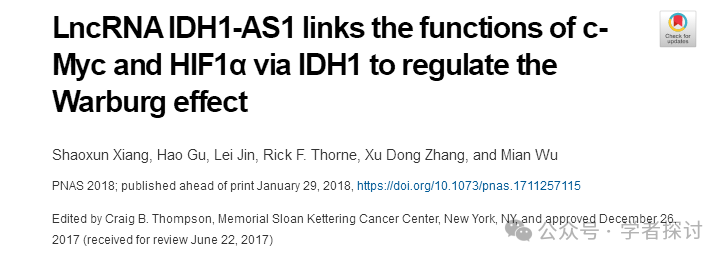 LncRNA IDH1-AS1 links the functions of c-
Myc and HIF1α via IDH1 to regulate the
Warburg effect
Check for
updates
Shaoxun Xiang, Hao Gu, Lei Jin, Rick F. Thorne, Xu Dong Zhang, and Mian Wu
PNAS 2018; published ahead of print January 29, 2018, https://doi.org/10.1073/pnas.1711257115
Edited by Craig B. Thompson, Memorial Sloan Kettering Cancer Center, New York, NY, and approved December 26,
2017 (received for review June 22, 2017)
公众号·学者探讨